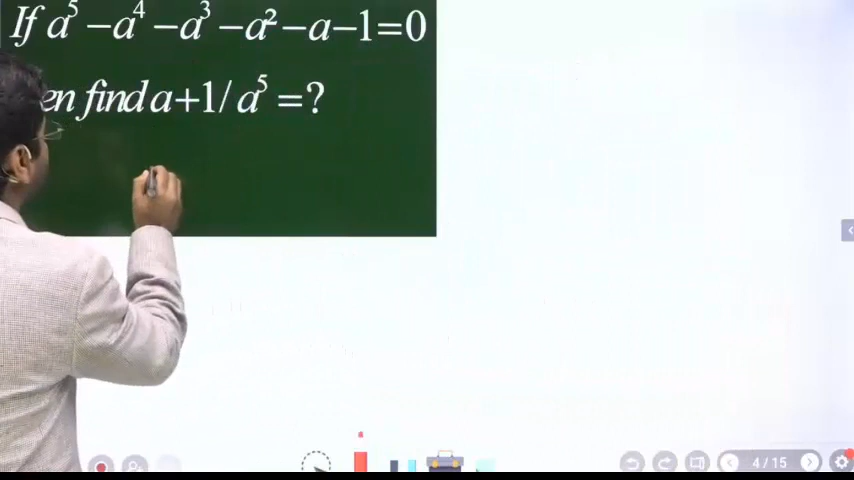 If a⁵ −a⁴ −a³ −a² −a−1=0
en find a+1/ a⁵ =?
4 / 15